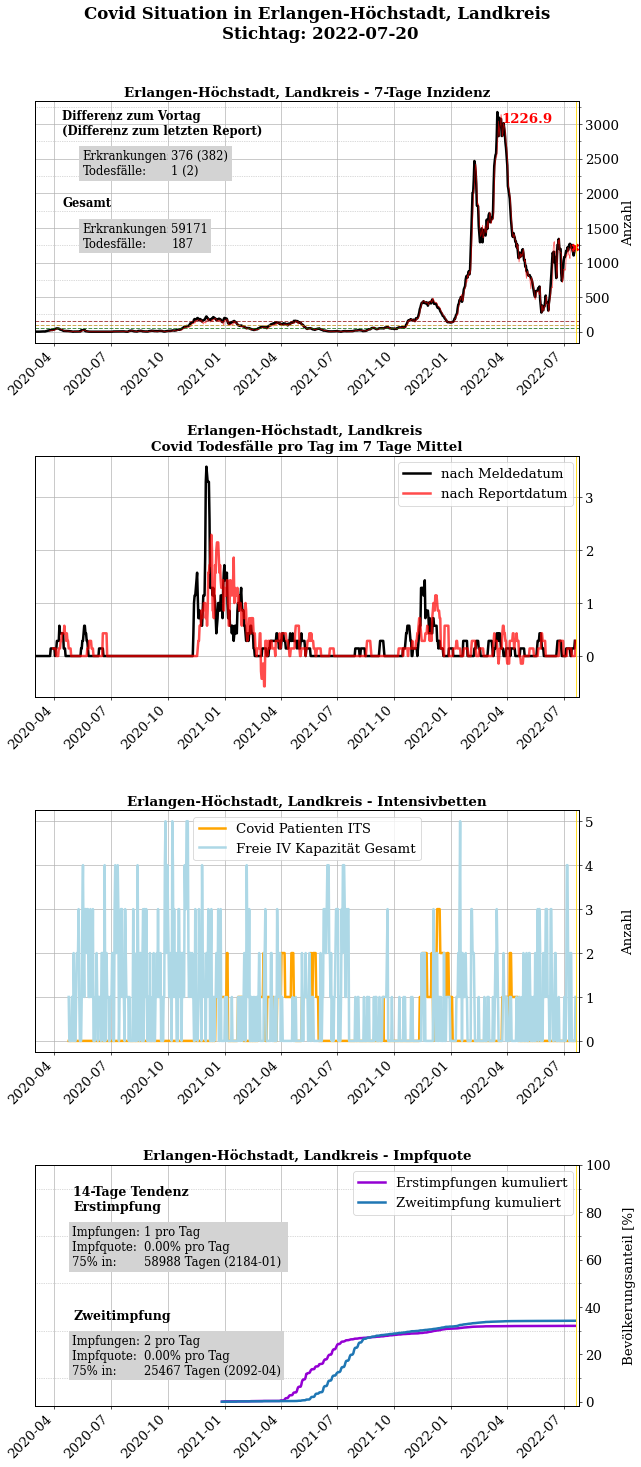 Covid Situation in Erlangen-Höchstadt, Landkreis
Stichtag: 2022-07-20
Erlangen-Höchstadt, Landkreis - 7-Tage Inzidenz
Differenz zum Vortag
(Differenz zum letzten Report)
Erkrankungen 376 (382)
Todesfälle: 1 (2)
Gesamt
Erkrankungen 59171
Todesfälle: 187
1226.9
3000
2500
2000
1500
1000
500
0
Anzahl
2020-04 2020-07 2020-10 2021-01 2021-04 2021-07 2021-10 2022-01 2022-04 2022-07
Erlangen-Höchstadt, Landkreis
Covid Todesfälle pro Tag im 7 Tage Mittel
nach Meldedatum
nach Reportdatum
3
2
1
0
2020-04 2020-07 2020-10 2021-01 2021-04 2021-07 2021-10 2022-01 2022-04 2022-07
Erlangen-Höchstadt, Landkreis - Intensivbetten
Covid Patienten ITS
Freie IV Kapazität Gesamt
5
4
3
2
1
0
Anzahl
2020-04 2020-07 2020-10 2021-01 2021-04 2021-07 2021-10 2022-01 2022-04 2022-07
Erlangen-Höchstadt, Landkreis - Impfquote
14-Tage Tendenz
Erstimpfung
Impfungen: 1 pro Tag
Impfquote: 0.00% pro Tag
75% in: 58988 Tagen (2184-01)
Zweitimpfung
Impfungen: 2 pro Tag
Impfquote: 0.00% pro Tag
75% in: 25467 Tagen (2092-04)
Erstimpfungen kumuliert
Zweitimpfung kumuliert
100
80
60
40
20
0
Bevölkerungsanteil [%]
2020-04 2020-07 2020-10 2021-01 2021-04 2021-07 2021-10 2022-01 2022-04 2022-07